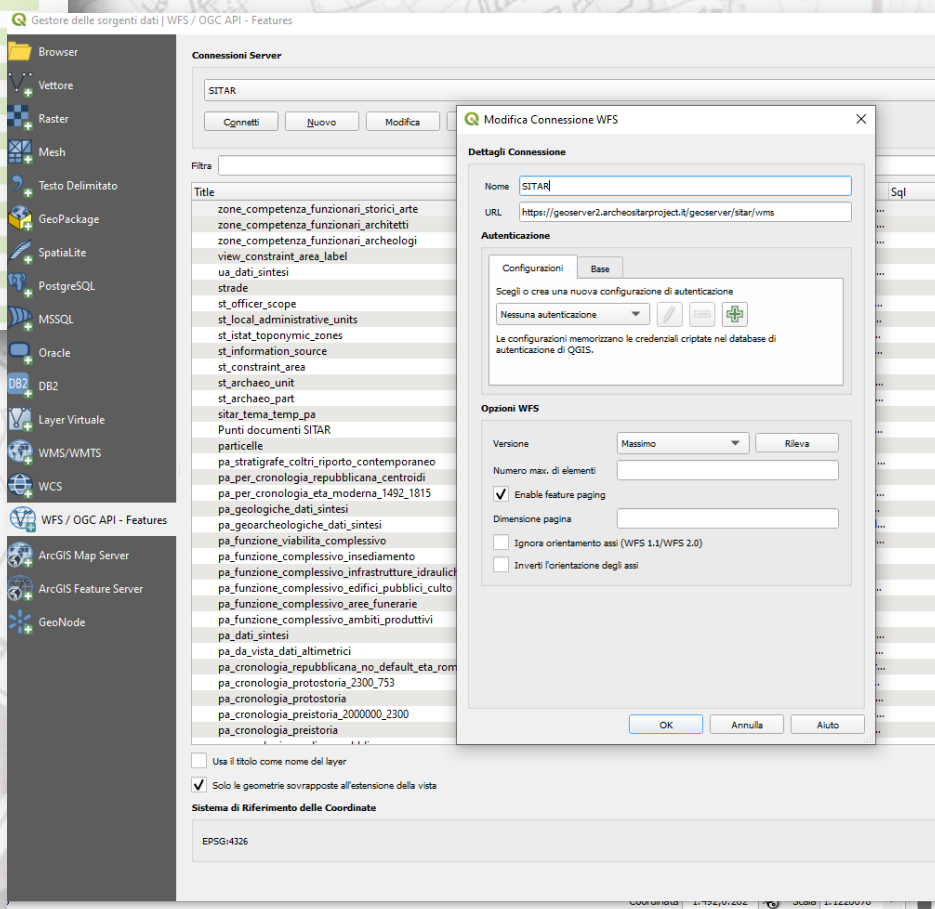 Gestore delle sorgenti dati | WFS / OGC API - Features
Browser
Vettore
Raster
Mesh
Testo Delimitato
GeoPackage
SpatiaLite
PostgreSQL
MSSQL
Oracle
DB2
DB2
Layer Virtuale
WMS/WMTS
WCS
WFS / OGC API - Features
ArcGIS Map Server
ArcGIS Feature Server
GeoNode
Connessioni Server
SITAR
Connetti Nuovo Modifica
Filtra
Title Sql
zone_competenza_funzionari_storici_arte
zone_competenza_funzionari_architetti
zone_competenza_funzionari_archeologi
view_constraint_area_label
ua_dati_sintesi
strade
st_officer_scope
st_local_administrative_units
st_istat_toponymic_zones
st_information_source
st_constraint_area
st_archaeo_unit
st_archaeo_part
sitar_tema_temp_pa
Punti documenti SITAR
particelle
pa_stratigrafe_coltri_riporto_contemporaneo
pa_per_cronologia_repubblicana_centroidi
pa_per_cronologia_eta_moderna_1492_1815
pa_geologiche_dati_sintesi
pa_geoarcheologiche_dati_sintesi
pa_funzione_viabilita_complessivo
pa_funzione_complessivo_insediamento
pa_funzione_complessivo_infrastrutture_idraulich
pa_funzione_complessivo_edifici_pubblici_culto
pa_funzione_complessivo_aree_funerarie
pa_funzione_complessivo_ambiti_produttivi
pa_dati_sintesi
pa_da_vista_dati_altimetrici
pa_cronologia_repubblicana_no_default_eta_rom
pa_cronologia_protostoria_2300_753
pa_cronologia_protostoria
pa_cronologia_preistoria_2000000_2300
pa_cronologia_preistoria
Usa il titolo come nome del layer
Solo le geometrie sovrapposte all'estensione della vista
Sistema di Riferimento delle Coordinate
EPSG:4326
Modifica Connessione WFS
Dettagli Connessione
Nome SITAR
URL https://geoserver2.archeositarproject.it/geoserver/sitar/wms
Autenticazione
Configurazioni Base
Scegli o crea una nuova configurazione di autenticazione
Nessuna autenticazione
Le configurazioni memorizzano le credenziali criptate nel database di
autenticazione di QGIS.
Opzioni WFS
Versione Massimo Rileva
Numero max. di elementi
Enable feature paging
Dimensione pagina
Ignora orientamento assi (WFS 1.1/WFS 2.0)
Inverti l'orientazione degli assi
OK Annulla Aiuto